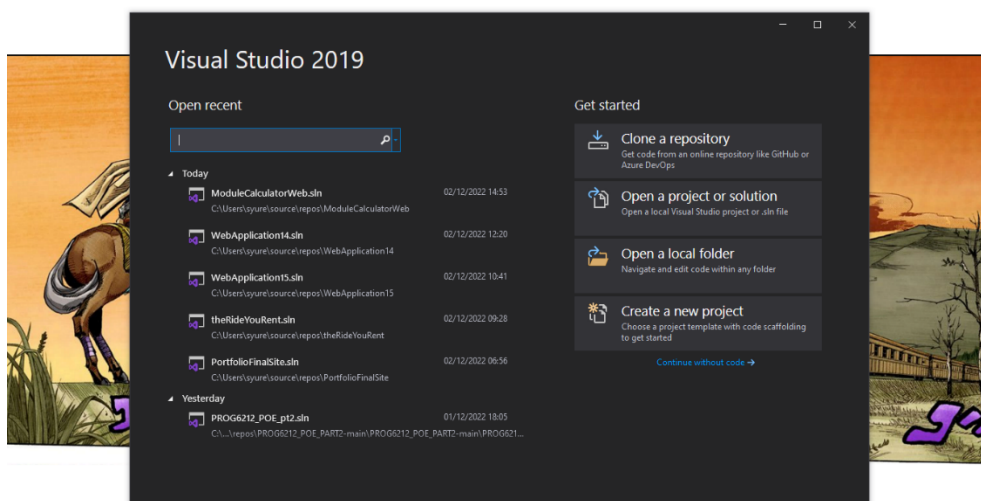 Visual Studio 2019
Open recent
Today
ModuleCalculatorWeb.sln
02/12/2022 14:53
C:\Users\syure\source\repos\ModuleCalculatorWeb
WebApplication14.sln
02/12/2022 12:20
C:\Users\syure\source\repos\WebApplication14
WebApplication15.sln
02/12/2022 10:41
C:\Users\syure\source\repos\WebApplication15
theRideYouRent.sln
02/12/2022 09:28
C:\Users\syure\source\repos\theRideYouRent
PortfolioFinalSite.sln
02/12/2022 06:56
C:\Users\syure\source\repos\PortfolioFinalSite
Yesterday
PROG6212_POE_pt2.sln
01/12/2022 18:05
C:\...\repos\PROG6212_POE_PART2-main\PROG6212_POE_PART2-main\PROG621...
Get started
Clone a repository
Get code from an online repository like GitHub or
Azure DevOps
Open a project or solution
Open a local Visual Studio project or .sln file
Open a local folder
Navigate and edit code within any folder
Create a new project
Choose a project template with code scaffolding
to get started
Continue without code →